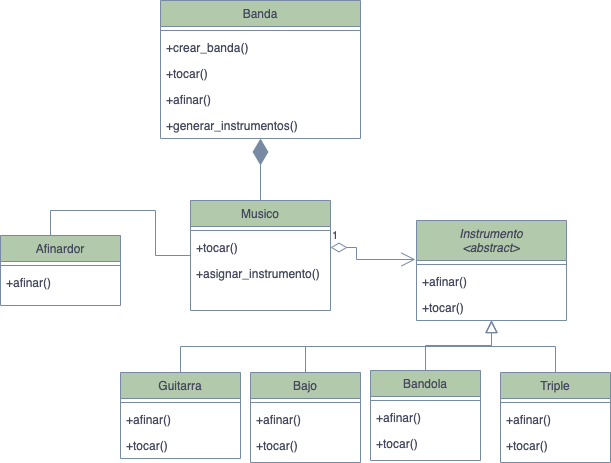 Banda
+crear_banda()
+tocar()
+afinar()
+generar_instrumentos()
Musico
+tocar()
+asignar_instrumento()
1
Afinardor
+afinar()
Instrumento
<abstract>
+afinar()
+tocar()
Guitarra
+afinar()
+tocar()
Bajo
+afinar()
+tocar()
Bandola
+afinar()
+tocar()
Triple
+afinar()
+tocar()